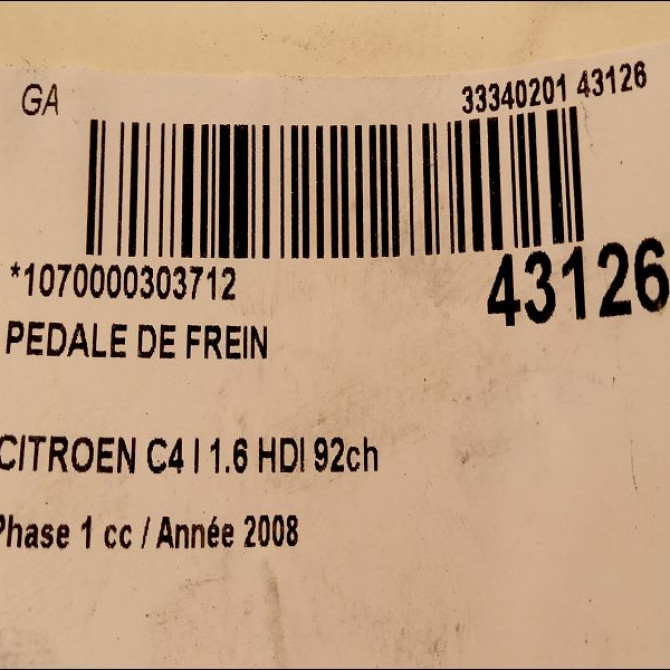 GA
33340201 43126
*1070000303712
43126
PEDALE DE FREIN
CITROEN C4 I 1.6 HDI 92ch
Phase 1 cc / Année 2008